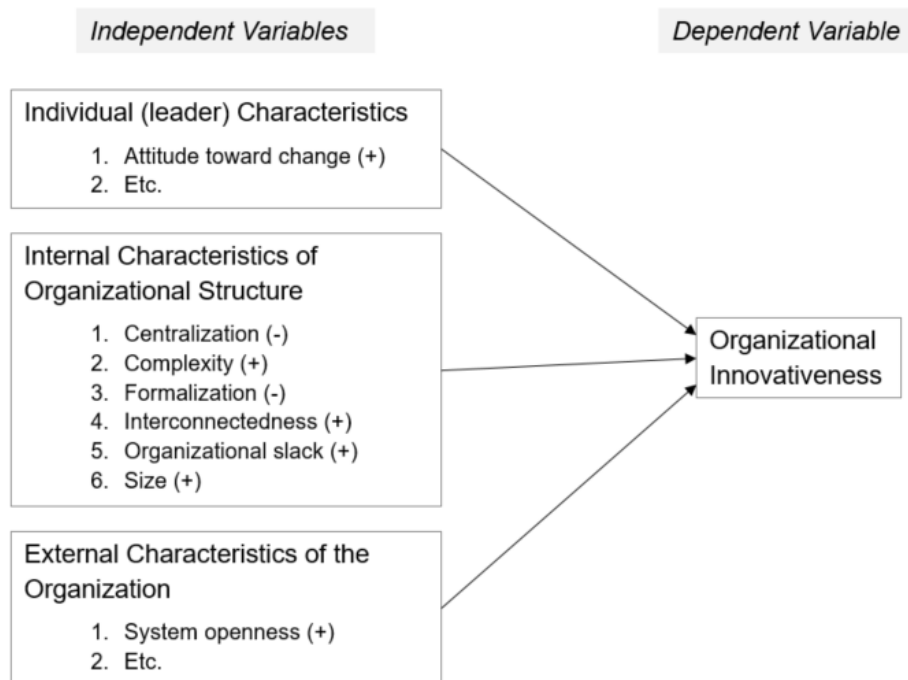 Independent Variables
Dependent Variable
Individual (leader) Characteristics
1. Attitude toward change (+)
2. Etc.
Internal Characteristics of
Organizational Structure
1. Centralization (-)
2. Complexity (+)
3. Formalization (-)
4. Interconnectedness (+)
5. Organizational slack (+)
6. Size (+)
Organizational
Innovativeness
External Characteristics of the
Organization
1. System openness (+)
2. Etc.